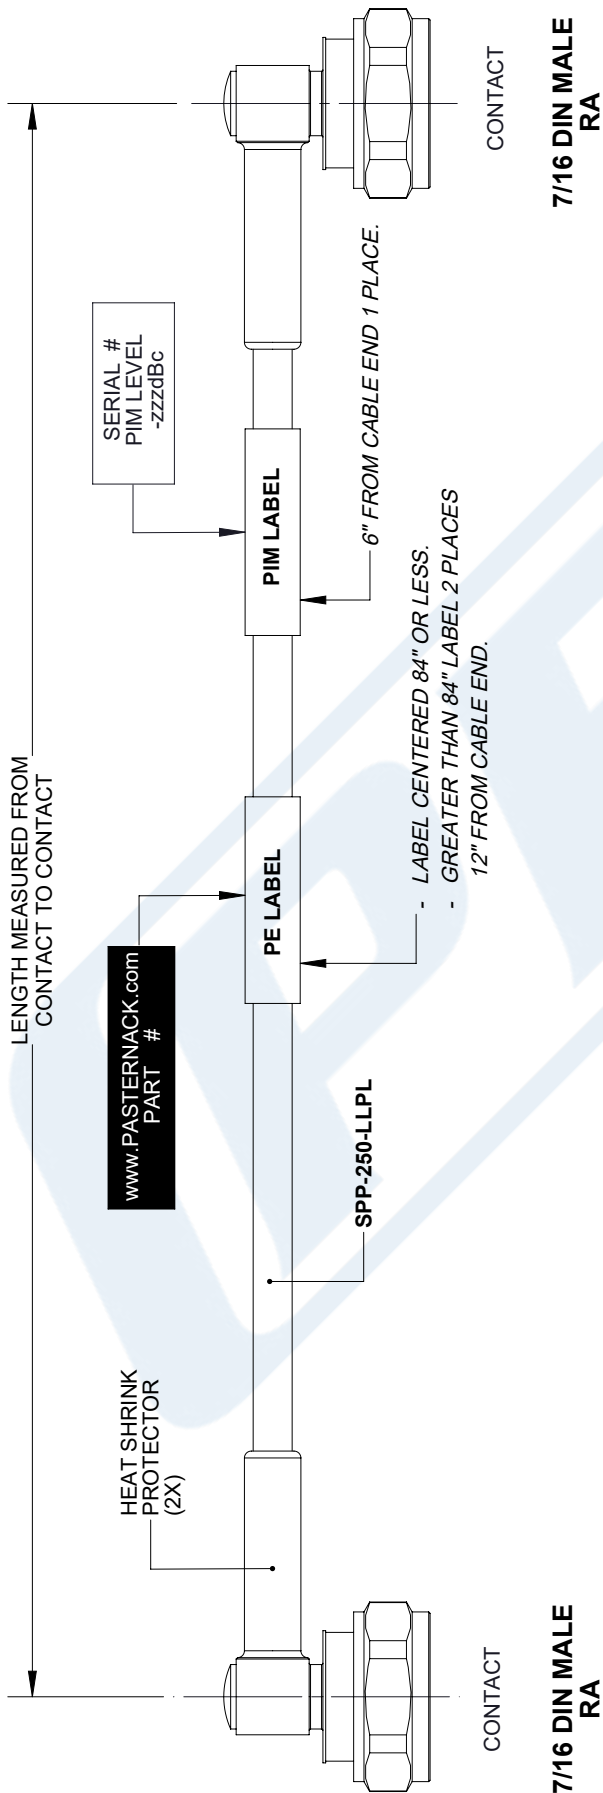 LENGTH MEASURED FROM
CONTACT TO CONTACT
HEAT SHRINK
PROTECTOR
(2X)
www.PASTERNACK.com
PART #
SERIAL #
PIM LEVEL
-zzzdBc
PE LABEL
PIM LABEL
SPP-250-LLPL
- LABEL CENTERED 84" OR LESS.
- GREATER THAN 84" LABEL 2 PLACES
12" FROM CABLE END.
6" FROM CABLE END 1 PLACE.
CONTACT
7/16 DIN MALE
RA
CONTACT
7/16 DIN MALE
RA